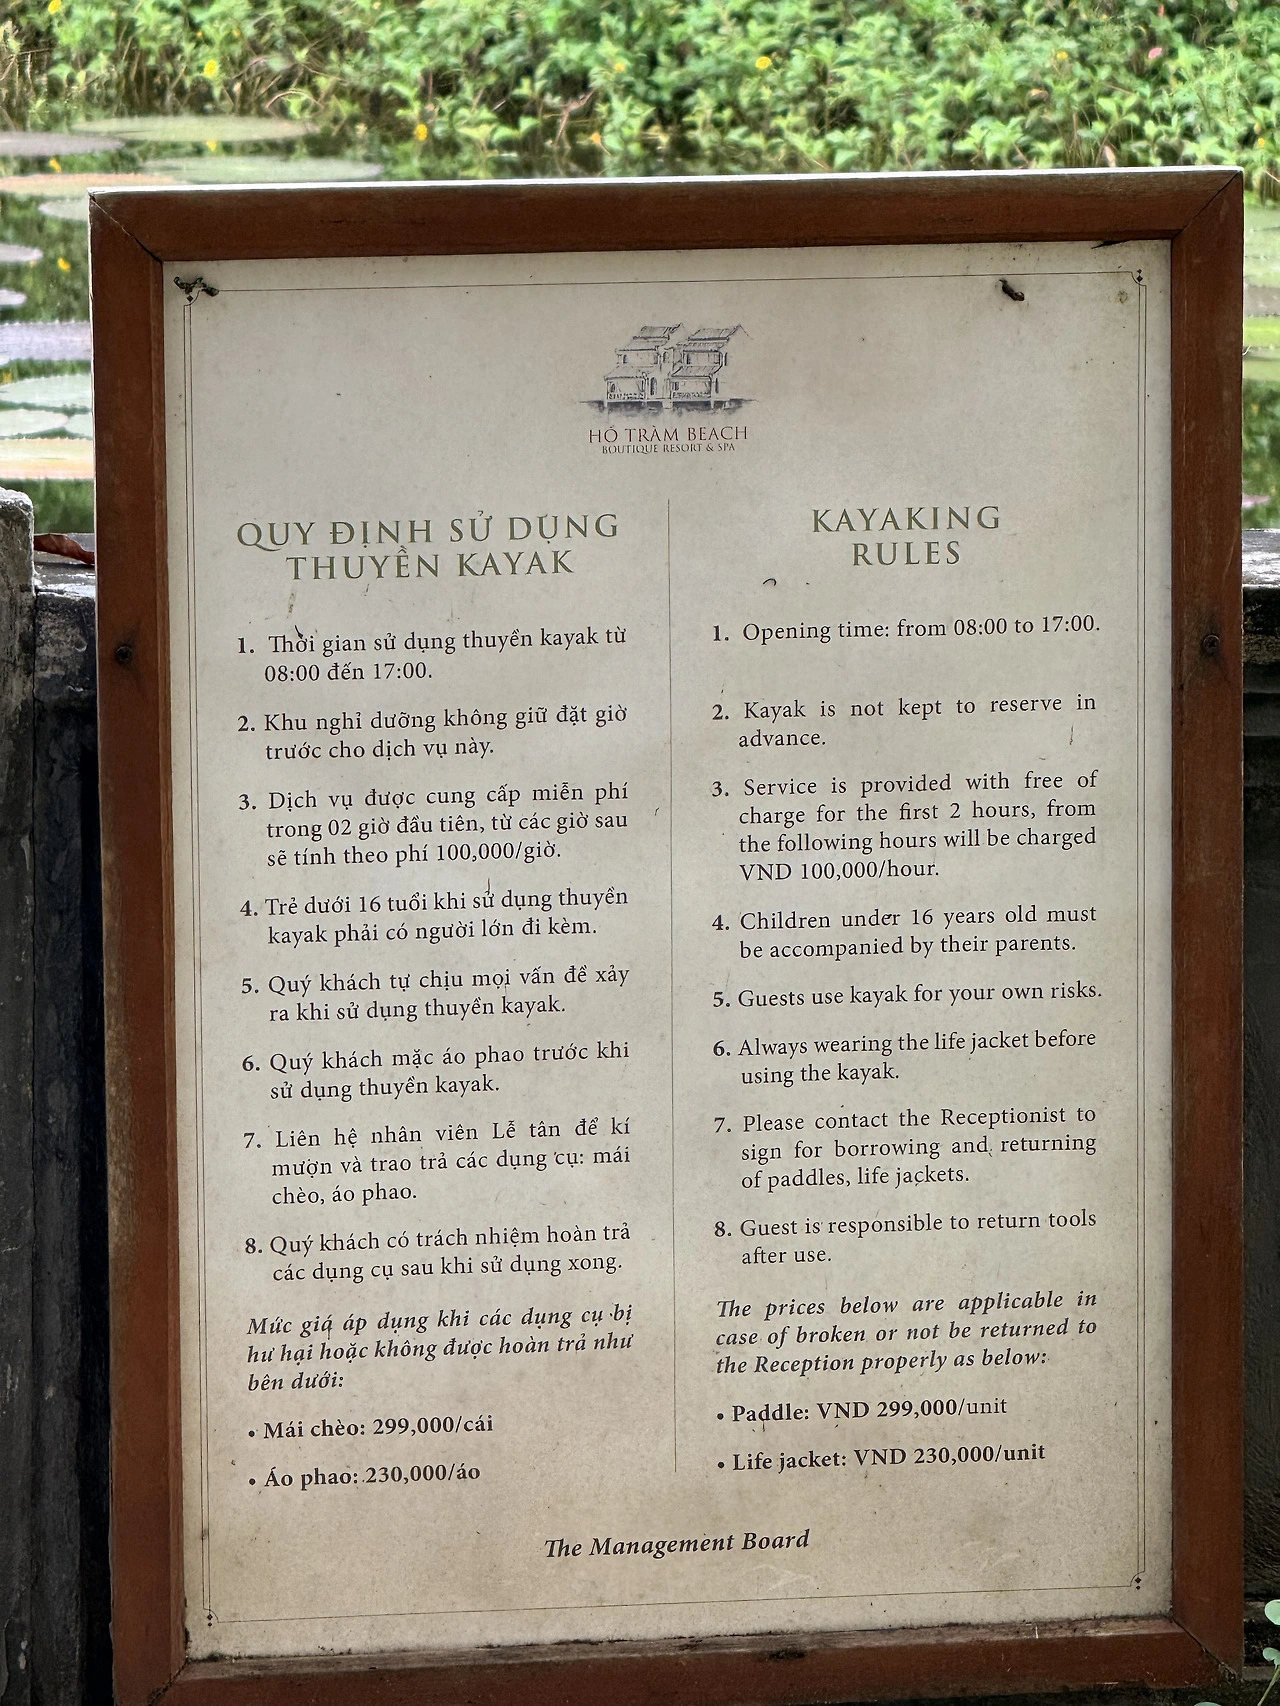 HỒ TRÀM BEACH
BOUTIQUE RESORT & SPA
QUY ĐỊNH SỬ DỤNG
THUYỀN KAYAK
1. Thời gian sử dụng thuyền kayak từ
08:00 đến 17:00.
2. Khu nghỉ dưỡng không giữ đặt giờ
trước cho dịch vụ này.
3. Dịch vụ được cung cấp miễn phí
trong 02 giờ đầu tiên, từ các giờ sau
sẽ tính theo phí 100,000/giờ.
4. Trẻ dưới 16 tuổi khi sử dụng thuyền
kayak phải có người lớn đi kèm.
5. Quý khách tự chịu mọi vấn đề xảy
ra khi sử dụng thuyền kayak.
6. Quý khách mặc áo phao trước khi
sử dụng thuyền kayak.
7. Liên hệ nhân viên Lễ tân để kí
mượn và trao trả các dụng cụ: mái
chèo, áo phao.
8. Quý khách có trách nhiệm hoàn trả
các dụng cụ sau khi sử dụng xong.
Mức giá áp dụng khi các dụng cụ bị
hư hại hoặc không được hoàn trả như
bên dưới:
• Mái chèo: 299,000/cái
• Áo phao: 230,000/áo
KAYAKING
RULES
1. Opening time: from 08:00 to 17:00.
2. Kayak is not kept to reserve in
advance.
3. Service is provided with free of
charge for the first 2 hours, from
the following hours will be charged
VND 100,000/hour.
4. Children under 16 years old must
be accompanied by their parents.
5. Guests use kayak for your own risks.
6. Always wearing the life jacket before
using the kayak.
7. Please contact the Receptionist to
sign for borrowing and returning
of paddles, life jackets.
8. Guest is responsible to return tools
after use.
The prices below are applicable in
case of broken or not be returned to
the Reception properly as below:
• Paddle: VND 299,000/unit
• Life jacket: VND 230,000/unit
The Management Board